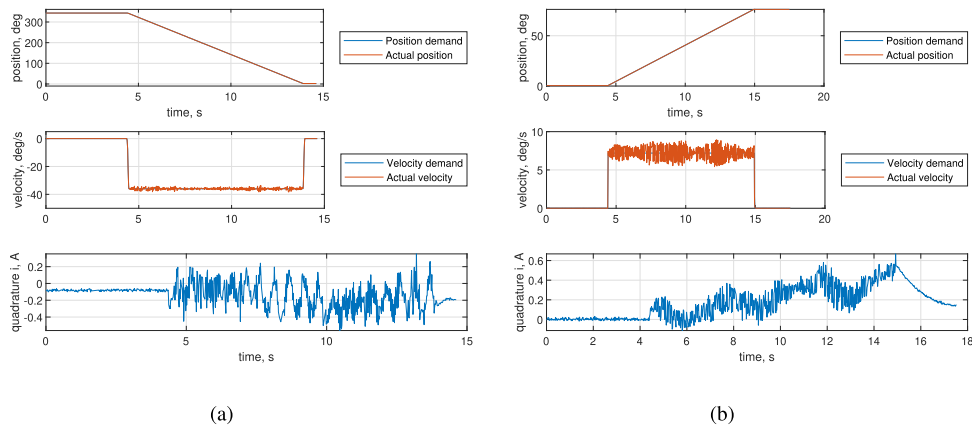 300
200
100
0
position, deg
0
5
10
15
time, s
Position demand
Actual position
0
-20
-40
velocity, deg/s
0
5
10
15
Velocity demand
Actual velocity
0.2
0
-0.2
-0.4
quadrature i, A
0
5
10
15
time, s
(a)
50
0
position, deg
0
5
10
15
20
time, s
Position demand
Actual position
10
5
0
velocity, deg/s
0
5
10
15
20
Velocity demand
Actual velocity
0.6
0.4
0.2
0
quadrature i, A
0
2
4
6
8
10
12
14
16
18
time, s
(b)